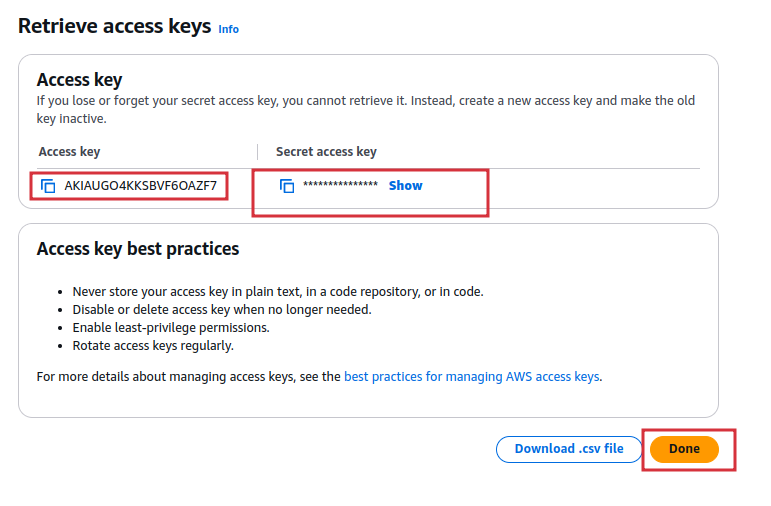 Retrieve access keys Info
Access key
If you lose or forget your secret access key, you cannot retrieve it. Instead, create a new access key and make the old
key inactive.
Access key Secret access key
AKIAUGO4KKSBVF6OAZF7 *************** Show
Access key best practices
• Never store your access key in plain text, in a code repository, or in code.
• Disable or delete access key when no longer needed.
• Enable least-privilege permissions.
• Rotate access keys regularly.
For more details about managing access keys, see the best practices for managing AWS access keys.
Download .csv file Done